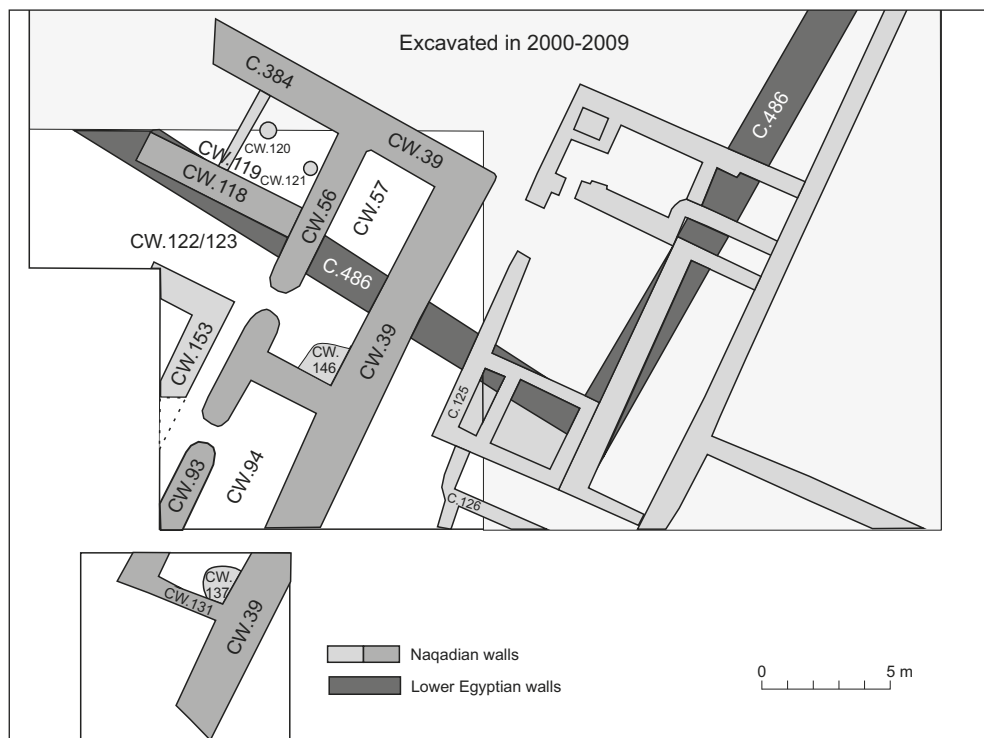 Excavated in 2000-2009
C.384
C.486
CW.39
CW.120
CW.119
CW.121
CW.118
CW.56
CW.57
CW.122/123
C.486
CW.153
CW.
146
CW.39
C.125
CW.93
CW.94
C.126
CW.
137
CW.131
CW.39
Naqadian walls
Lower Egyptian walls
0 5 m